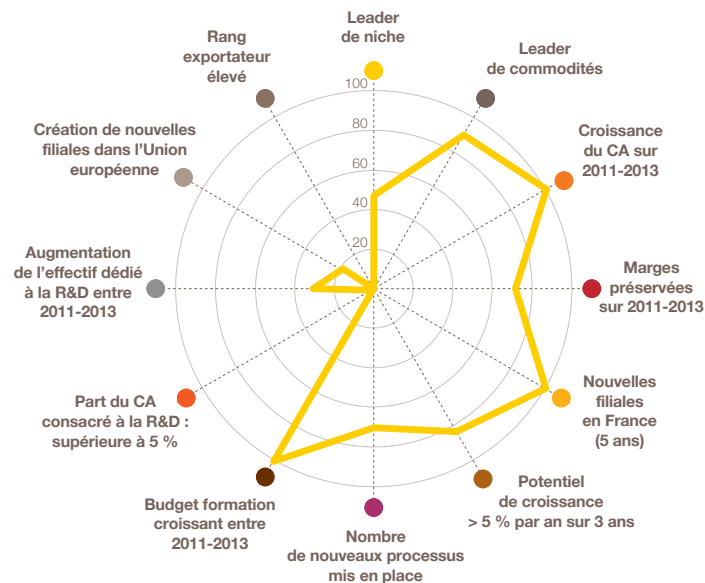 Leader
de niche
Leader
de commodités
Croissance
du CA sur
2011-2013
Marges
préservées
sur 2011-2013
Nouvelles
filiales
en France
(5 ans)
Potentiel
de croissance
> 5 % par an sur 3 ans
Nombre
de nouveaux processus
mis en place
Budget formation
croissant entre
2011-2013
Part du CA
consacré à la R&D :
supérieure à 5 %
Augmentation
de l'effectif dédié
à la R&D entre
2011-2013
Création de nouvelles
filiales dans l'Union
européenne
Rang
exportateur
élevé
100
80
60
40
20